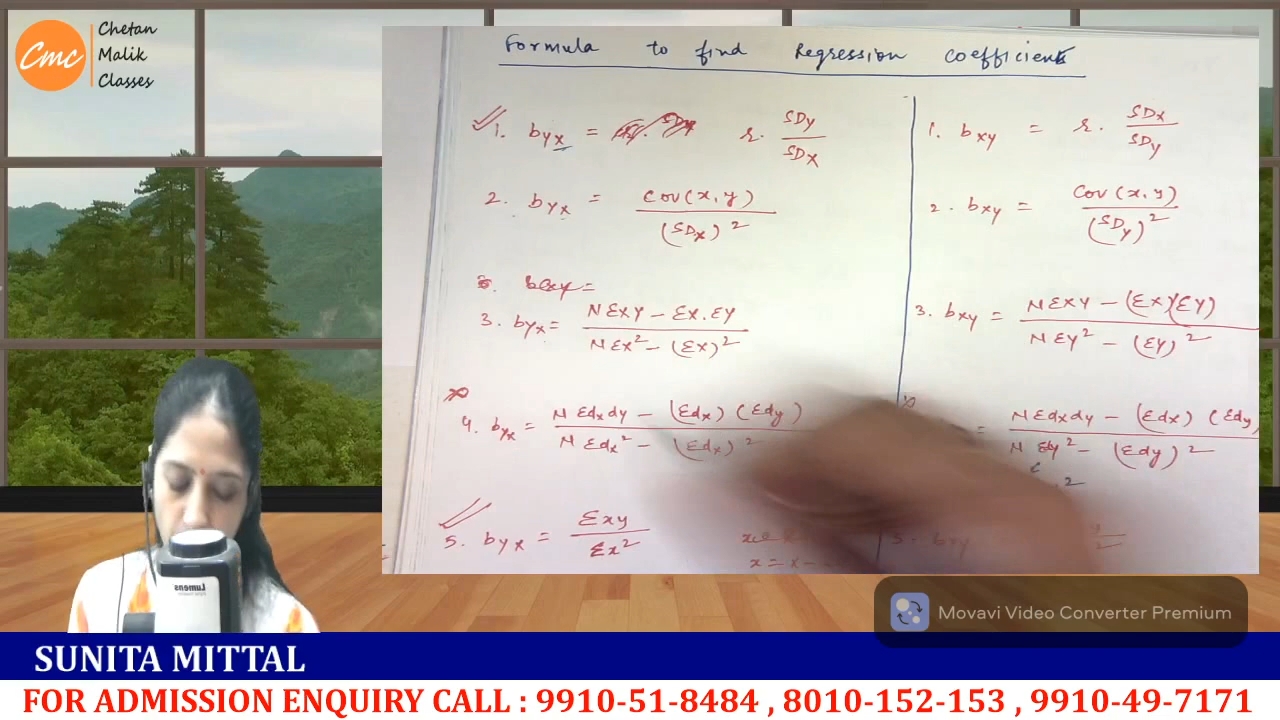 Cmc
Chetan
Malik
Classes
Formula to find Regression coefficient
1. byx = r. SDy/SDx
2. byx = Cov(x,y)/(SDx)²
3. byx = NΣXY - ΣX.ΣY/NΣX² - (ΣX)²
4. byx = NΣdxdy - (Σdx) (Σdy)/NΣdx² - (Σdx)²
5. byx = Σxy/Σx²
1. bxy = r. SDx/SDy
2. bxy = Cov(x,y)/(SDy)²
3. bxy = NΣXY - (ΣX)(ΣY)/NΣY² - (ΣY)²
= NΣdxdy - (Σdx) (Σdy/N Σdy² - (Σdy)²
Lumens
Movavi Video Converter Premium
SUNITA MITTAL
FOR ADMISSION ENQUIRY CALL : 9910-51-8484 , 8010-152-153 , 9910-49-7171